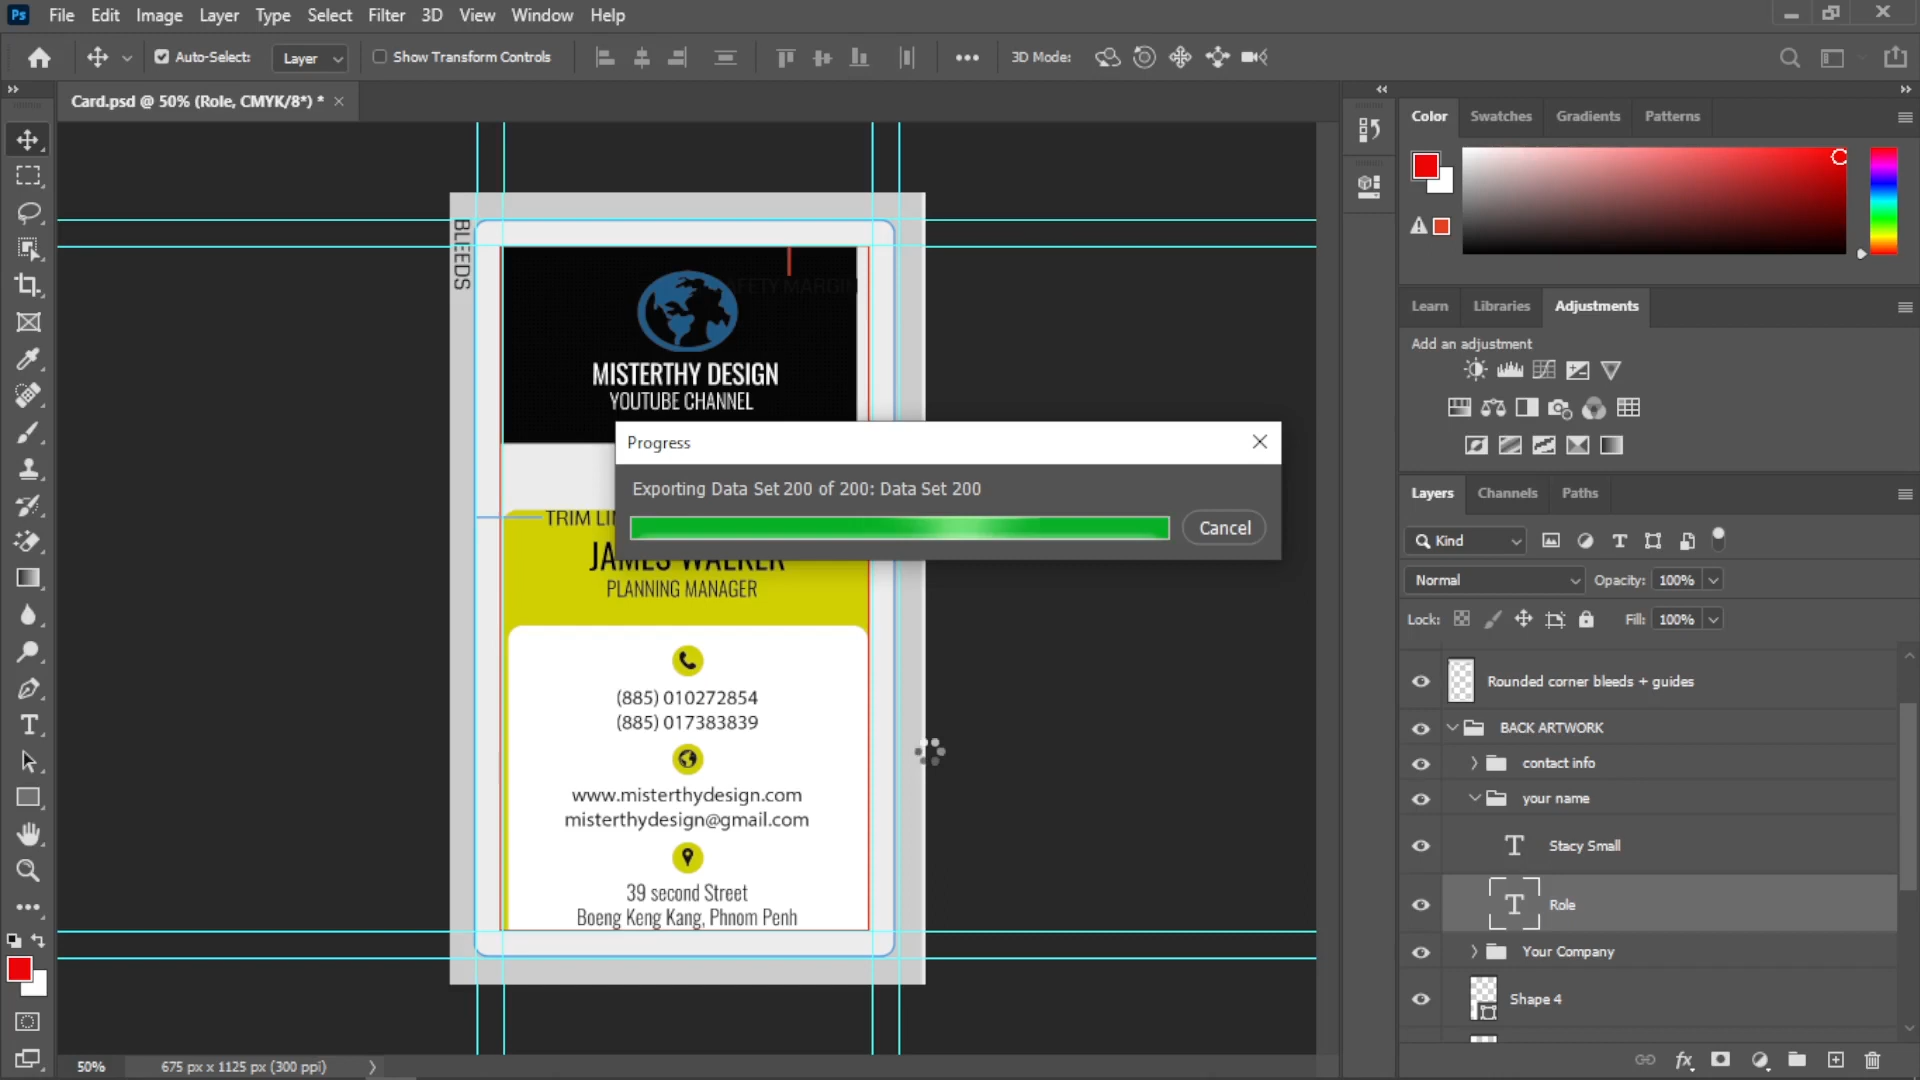 Ps File Edit Image Layer Type Select Filter 3D View Window Help
Auto-Select: Layer Show Transform Controls 3D Mode:
Card.psd @ 50% (Role, CMYK/8*) *
BLEEDS
MISTERTHY DESIGN
YOUTUBE CHANNEL
AFETY MARGIN
TRIM LI
JAMES WALKER
PLANNING MANAGER
(885) 010272854
(885) 017383839
www.misterthydesign.com
misterthydesign@gmail.com
39 second Street
Boeng Keng Kang, Phnom Penh
Progress
Exporting Data Set 200 of 200: Data Set 200
Cancel
Color Swatches Gradients Patterns
Learn Libraries Adjustments
Add an adjustment
Layers Channels Paths
Kind
Normal Opacity: 100%
Lock: Fill: 100%
Rounded corner bleeds + guides
BACK ARTWORK
contact info
your name
T Stacy Small
T Role
Your Company
Shape 4
fx
50% 675 px x 1125 px (300 ppi)